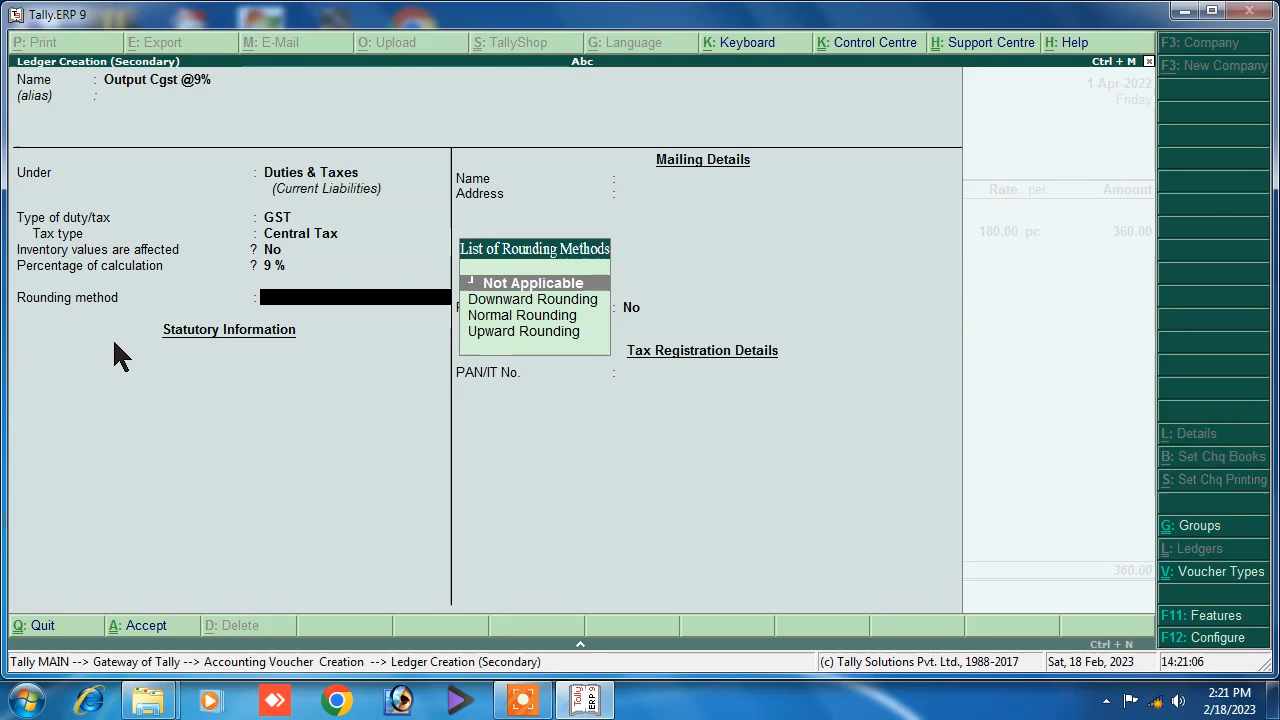 Tally.ERP 9
P: Print E: Export M: E-Mail O: Upload S: TallyShop G: Language K: Keyboard K: Control Centre H: Support Centre H: Help
F3: Company
Ledger Creation (Secondary) Abc Ctrl + M
F3: New Company
Name : Output Cgst @9%
(alias) :
1-Apr-2022
Friday
Under : Duties & Taxes
(Current Liabilities)
Type of duty/tax : GST
Tax type : Central Tax
Inventory values are affected ? No
Percentage of calculation ? 9 %
Rounding method :
Statutory Information
Mailing Details
Name :
Address :
List of Rounding Methods
Not Applicable
Downward Rounding
Normal Rounding
Upward Rounding
: No
Tax Registration Details
PAN/IT No. :
Rate per Amount
180.00 pc 360.00
360.00
L: Details
B: Set Chq Books
S: Set Chq Printing
G: Groups
L: Ledgers
V: Voucher Types
F11: Features
F12: Configure
Q: Quit A: Accept D: Delete
Ctrl + N
Tally MAIN --> Gateway of Tally --> Accounting Voucher Creation --> Ledger Creation (Secondary) (c) Tally Solutions Pvt. Ltd., 1988-2017 Sat, 18 Feb, 2023 14:21:06
2:21 PM
2/18/2023